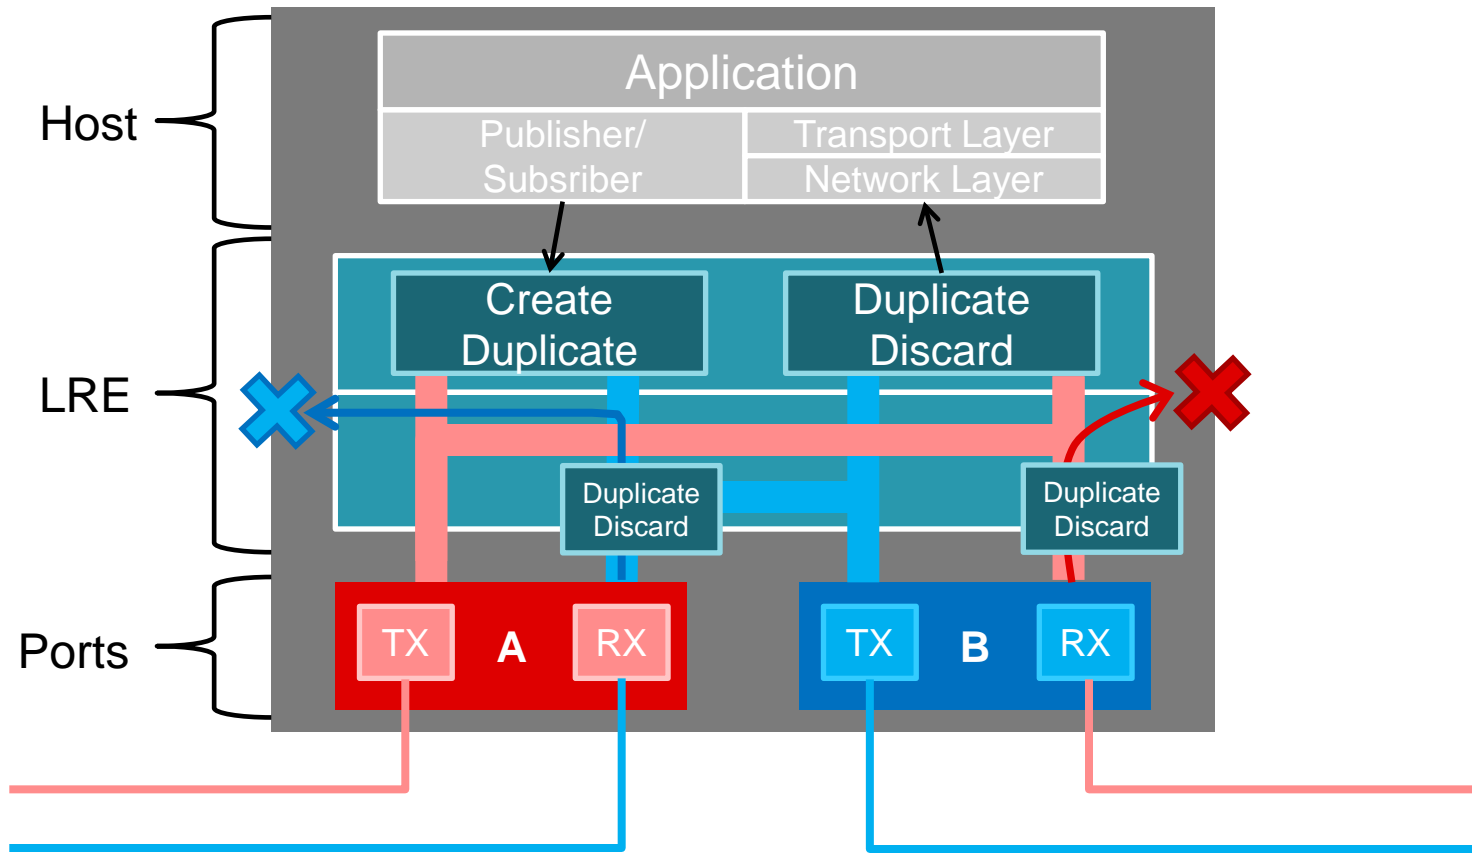 Application
Host
Publisher/
Subsriber
Transport Layer
Network Layer
Create
Duplicate
Duplicate
Discard
LRE
Duplicate
Discard
Duplicate
Discard
Ports
TX
A
RX
TX
B
RX